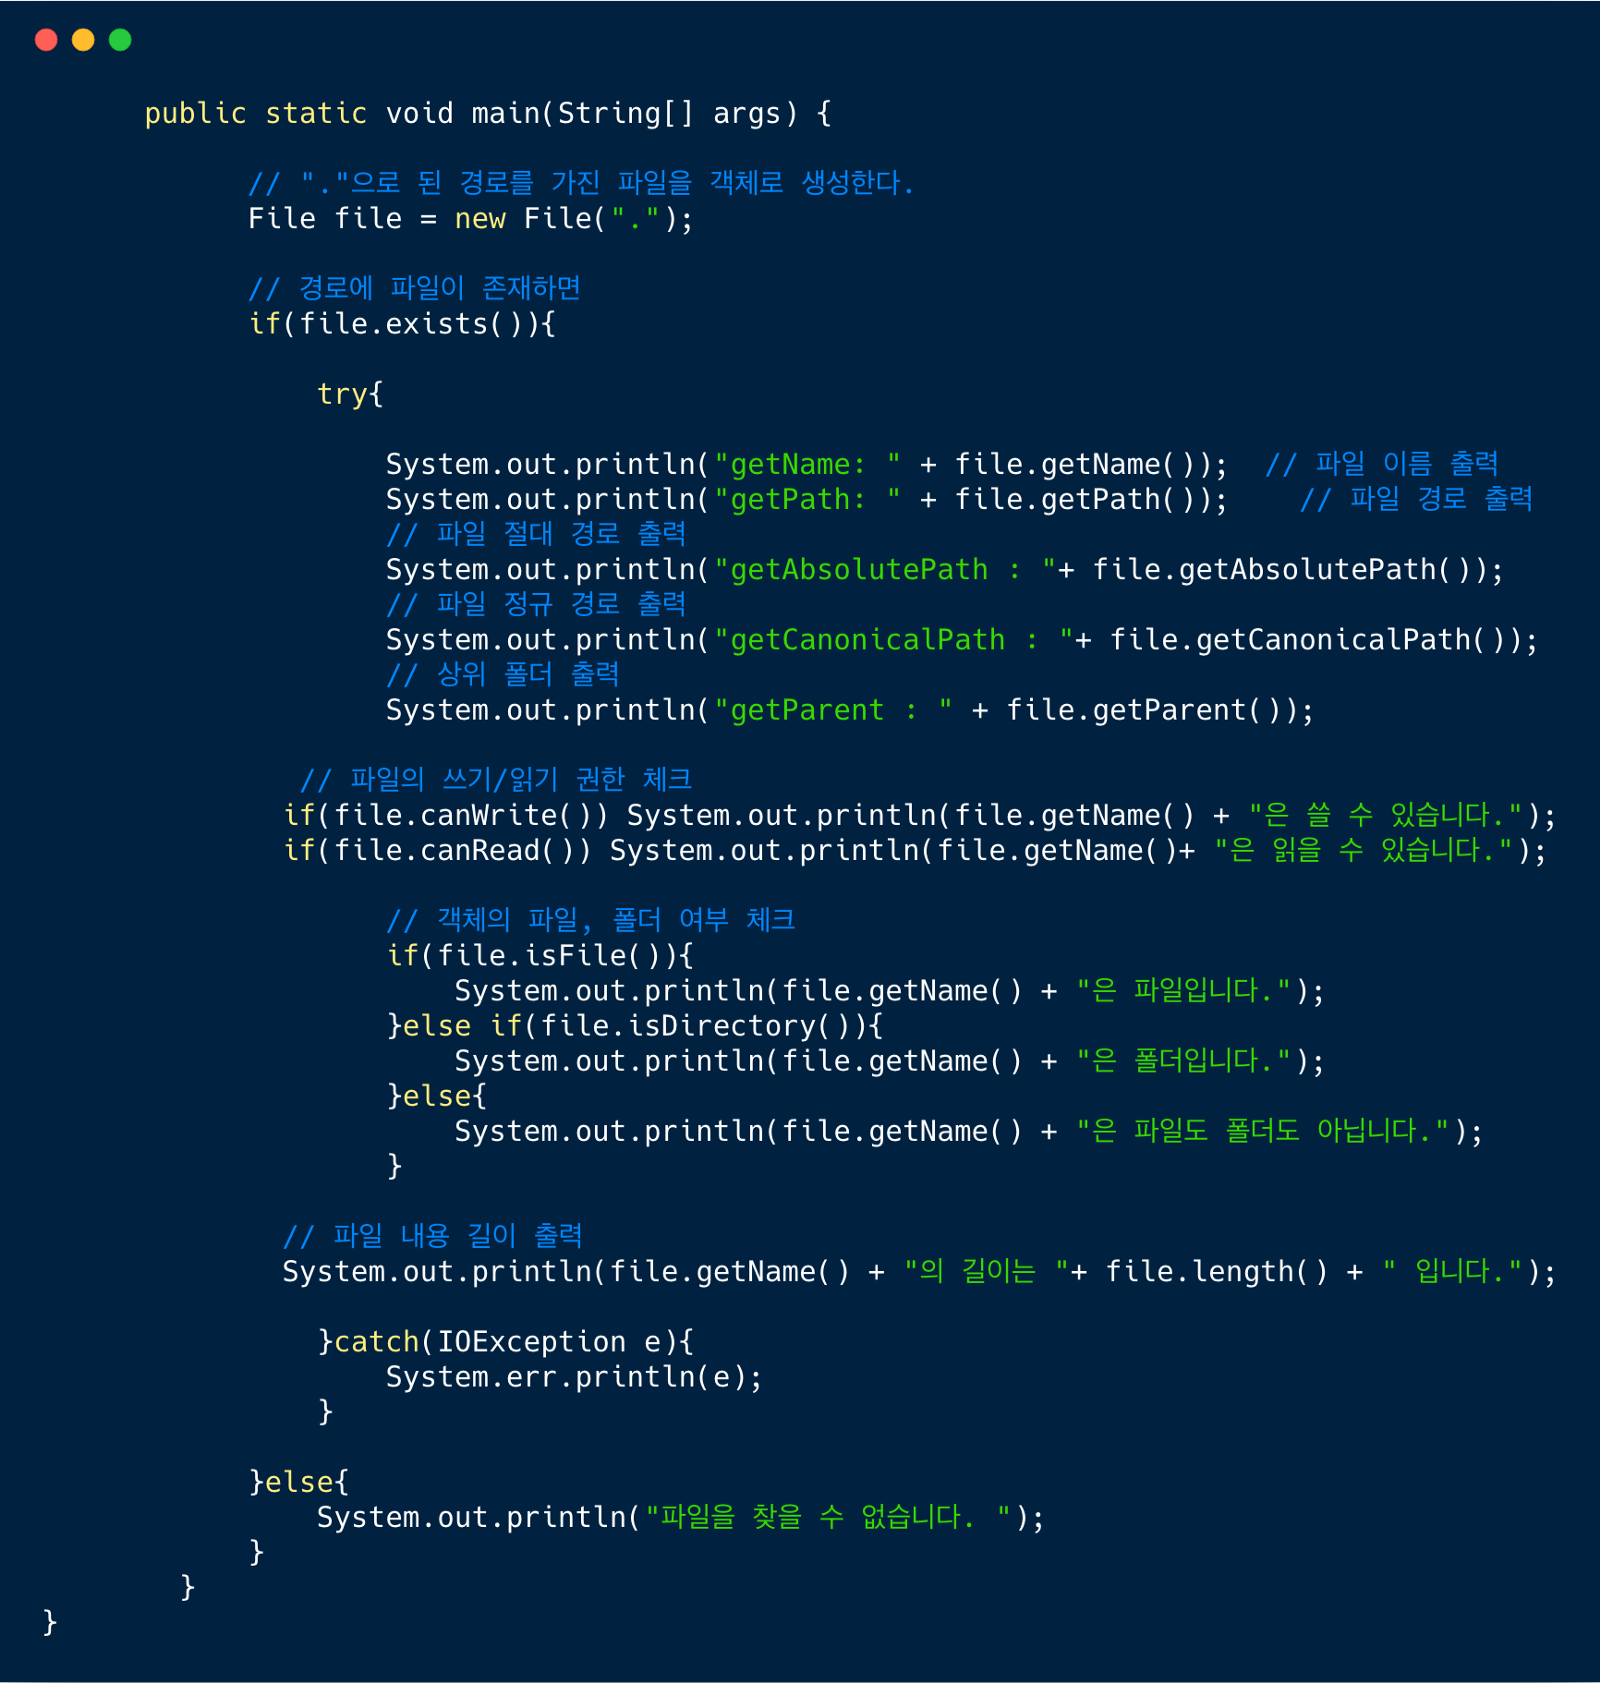 public static void main(String[] args) {
// "."으로 된 경로를 가진 파일을 객체로 생성한다.
File file = new File(".");
// 경로에 파일이 존재하면
if(file.exists()){
try{
System.out.println("getName: " + file.getName());  // 파일 이름 출력
System.out.println("getPath: " + file.getPath());    // 파일 경로 출력
// 파일 절대 경로 출력
System.out.println("getAbsolutePath : "+ file.getAbsolutePath());
// 파일 정규 경로 출력
System.out.println("getCanonicalPath : "+ file.getCanonicalPath());
// 상위 폴더 출력
System.out.println("getParent : " + file.getParent());
// 파일의 쓰기/읽기 권한 체크
if(file.canWrite()) System.out.println(file.getName() + "은 쓸 수 있습니다.");
if(file.canRead()) System.out.println(file.getName()+ "은 읽을 수 있습니다.");
// 객체의 파일, 폴더 여부 체크
if(file.isFile()){
System.out.println(file.getName() + "은 파일입니다.");
}else if(file.isDirectory()){
System.out.println(file.getName() + "은 폴더입니다.");
}else{
System.out.println(file.getName() + "은 파일도 폴더도 아닙니다.");
}
// 파일 내용 길이 출력
System.out.println(file.getName() + "의 길이는 "+ file.length() + " 입니다.");
}catch(IOException e){
System.err.println(e);
}
}else{
System.out.println("파일을 찾을 수 없습니다. ");
}
}
}